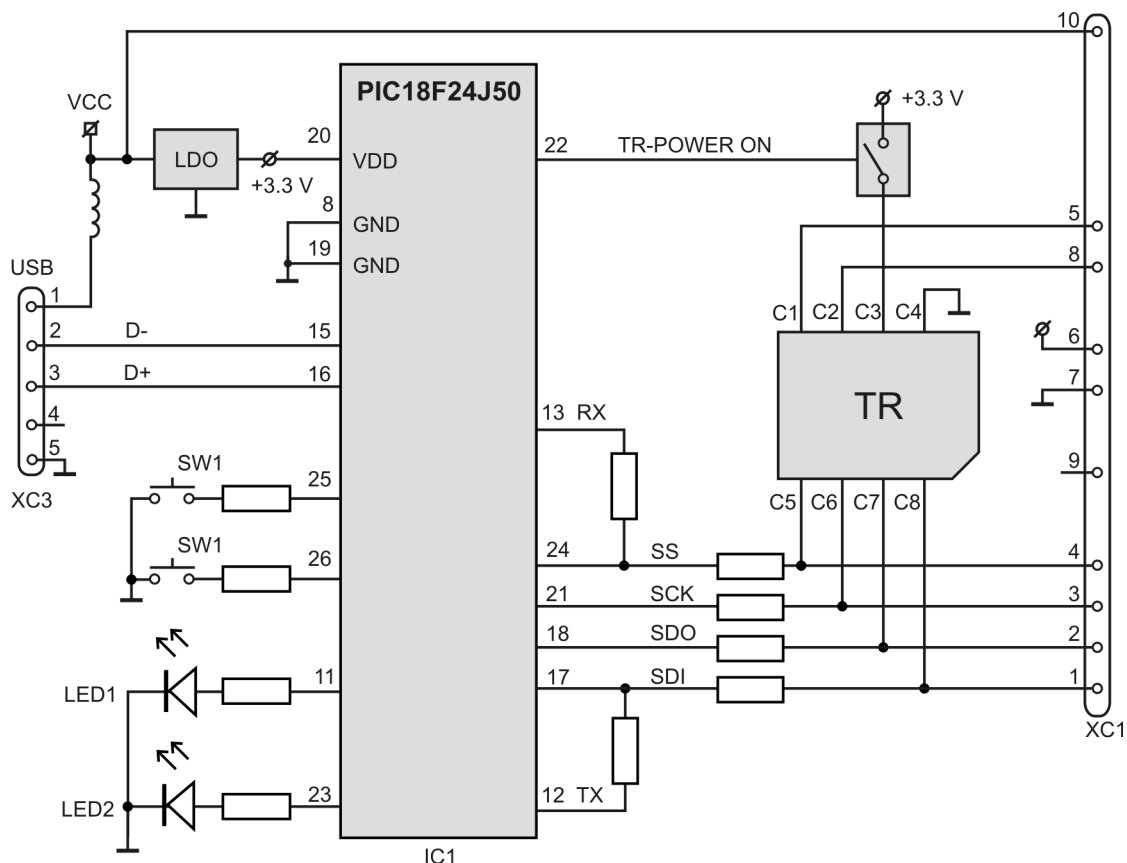 10
PIC18F24J50
VCC
+3.3 V
20
22
TR-POWER ON
LDO
VDD
+3.3 V
8
GND
5
19
GND
8
USB
1
C1
C2
C3
C4
2
D-
15
6
3
D+
16
7
TR
4
13
RX
5
SW1
9
XC3
25
C5
C6
C7
C8
SW1
24
SS
4
26
21
SCK
3
18
SDO
2
LED1
11
17
SDI
1
XC1
LED2
23
12
TX
IC1